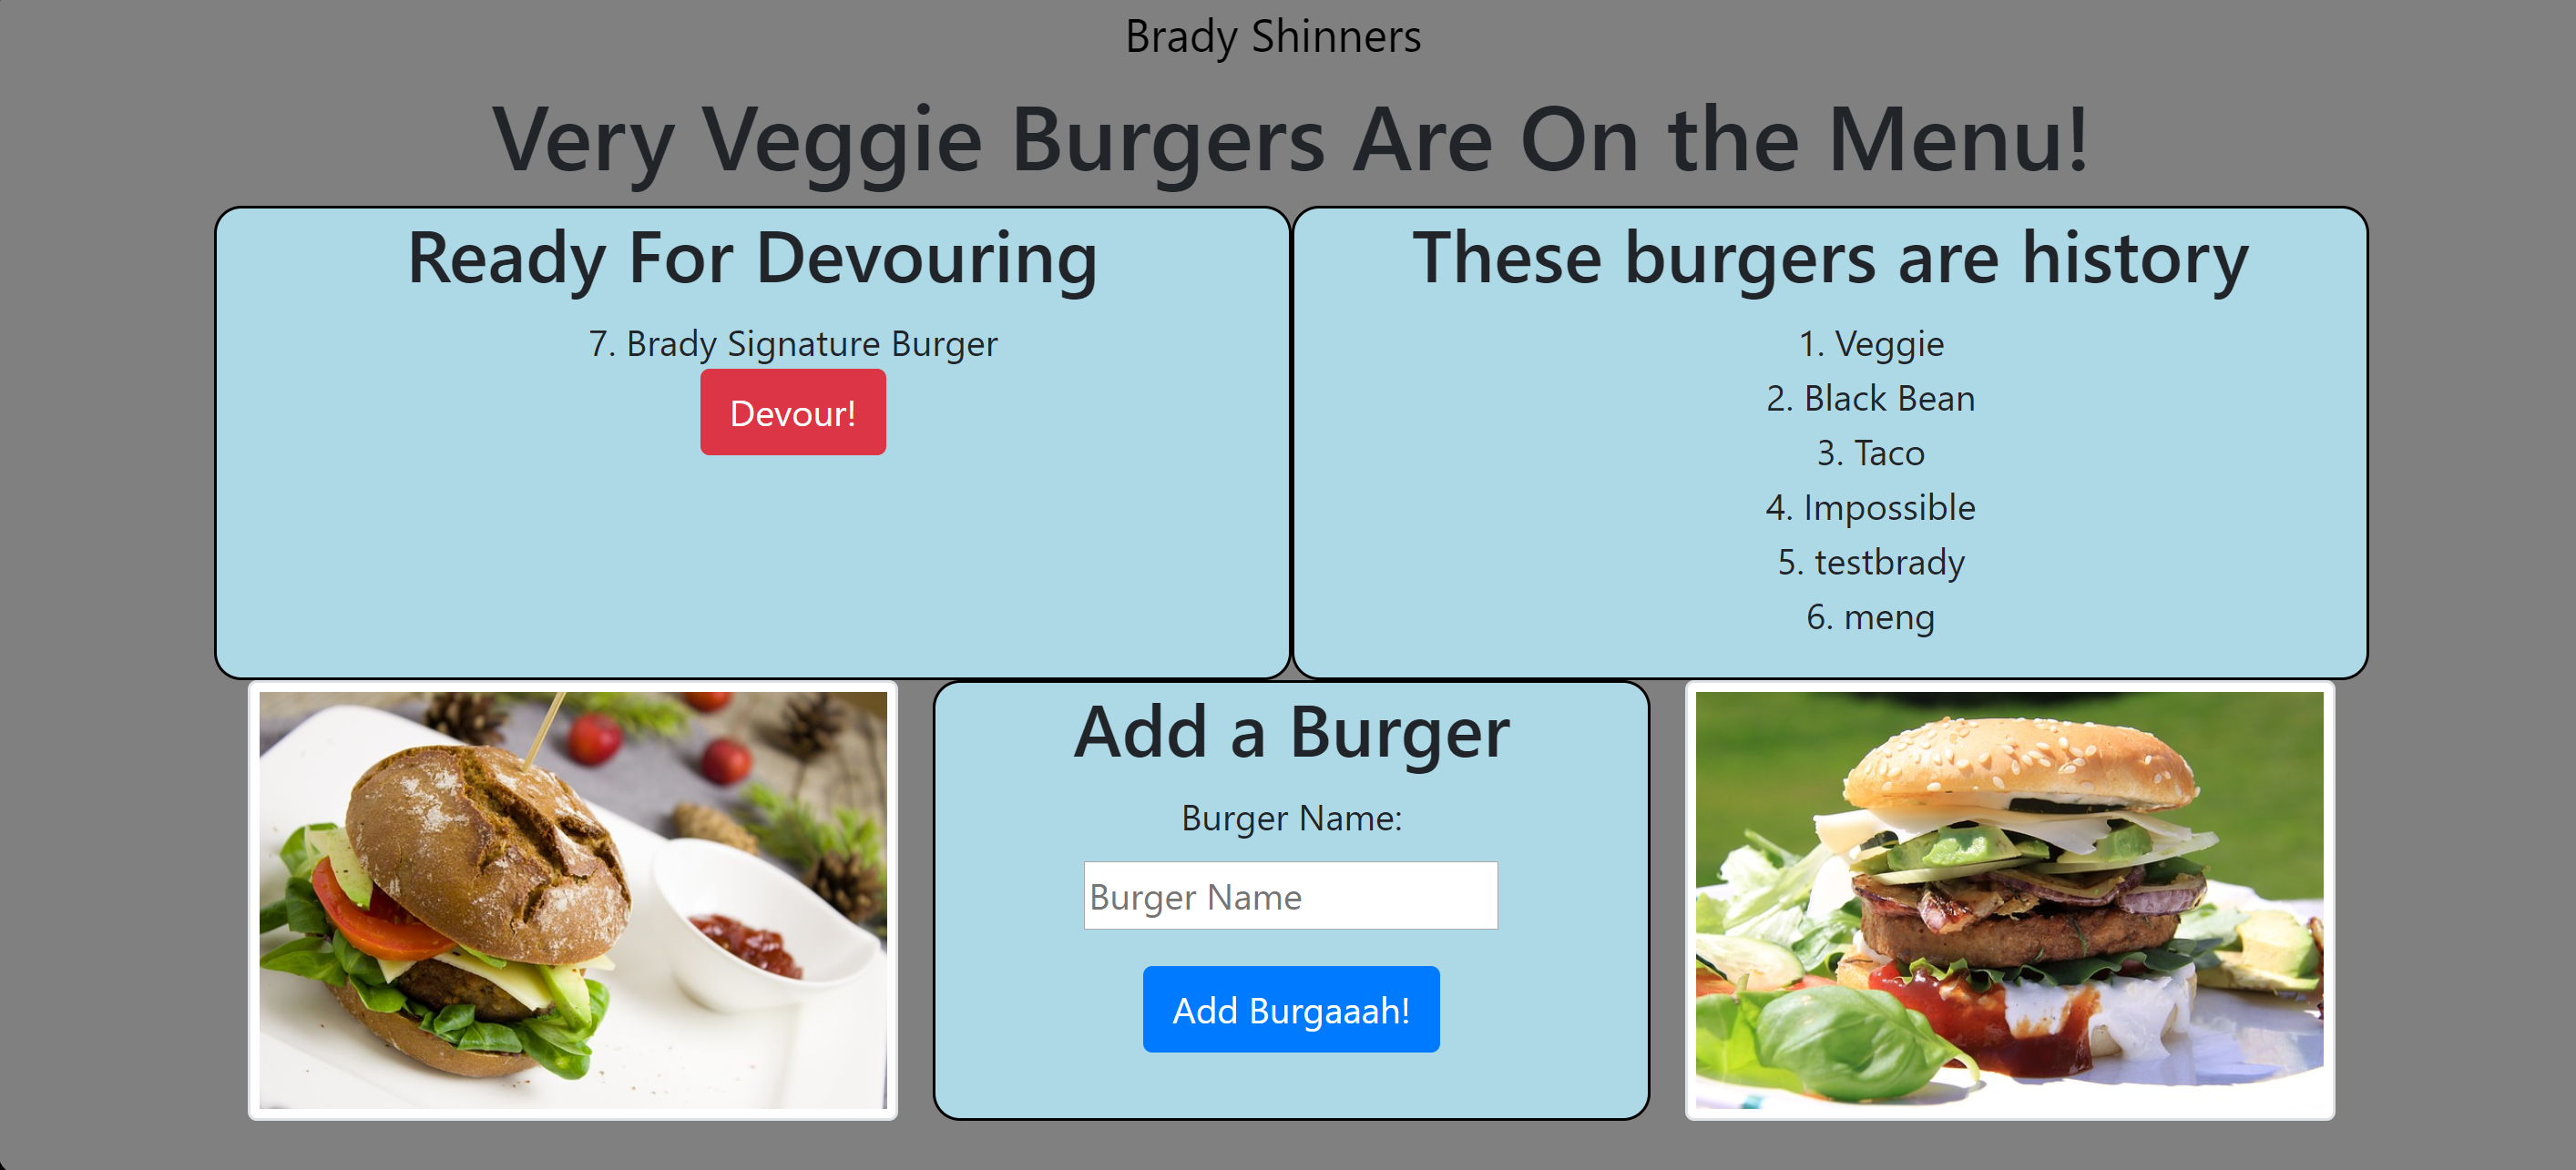 Brady Shinners
Very Veggie Burgers Are On the Menu!
Ready For Devouring
7. Brady Signature Burger
Devour!
These burgers are history
1. Veggie
2. Black Bean
3. Taco
4. Impossible
5. testbrady
6. meng
Add a Burger
Burger Name:
Burger Name
Add Burgaaah!